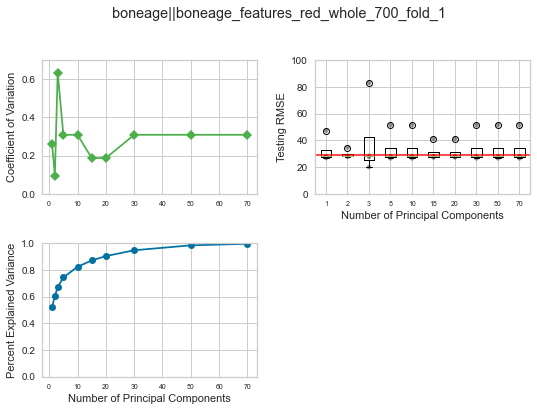 boneage||boneage_features_red_whole_700_fold_1
Coefficient of Variation
0.6
0.4
0.2
0.0
0 10 20 30 40 50 60 70
Testing RMSE
100
80
60
40
20
0
1 2 3 5 10 15 20 30 50 70
Number of Principal Components
Percent Explained Variance
1.0
0.8
0.6
0.4
0.2
0.0
0 10 20 30 40 50 60 70
Number of Principal Components